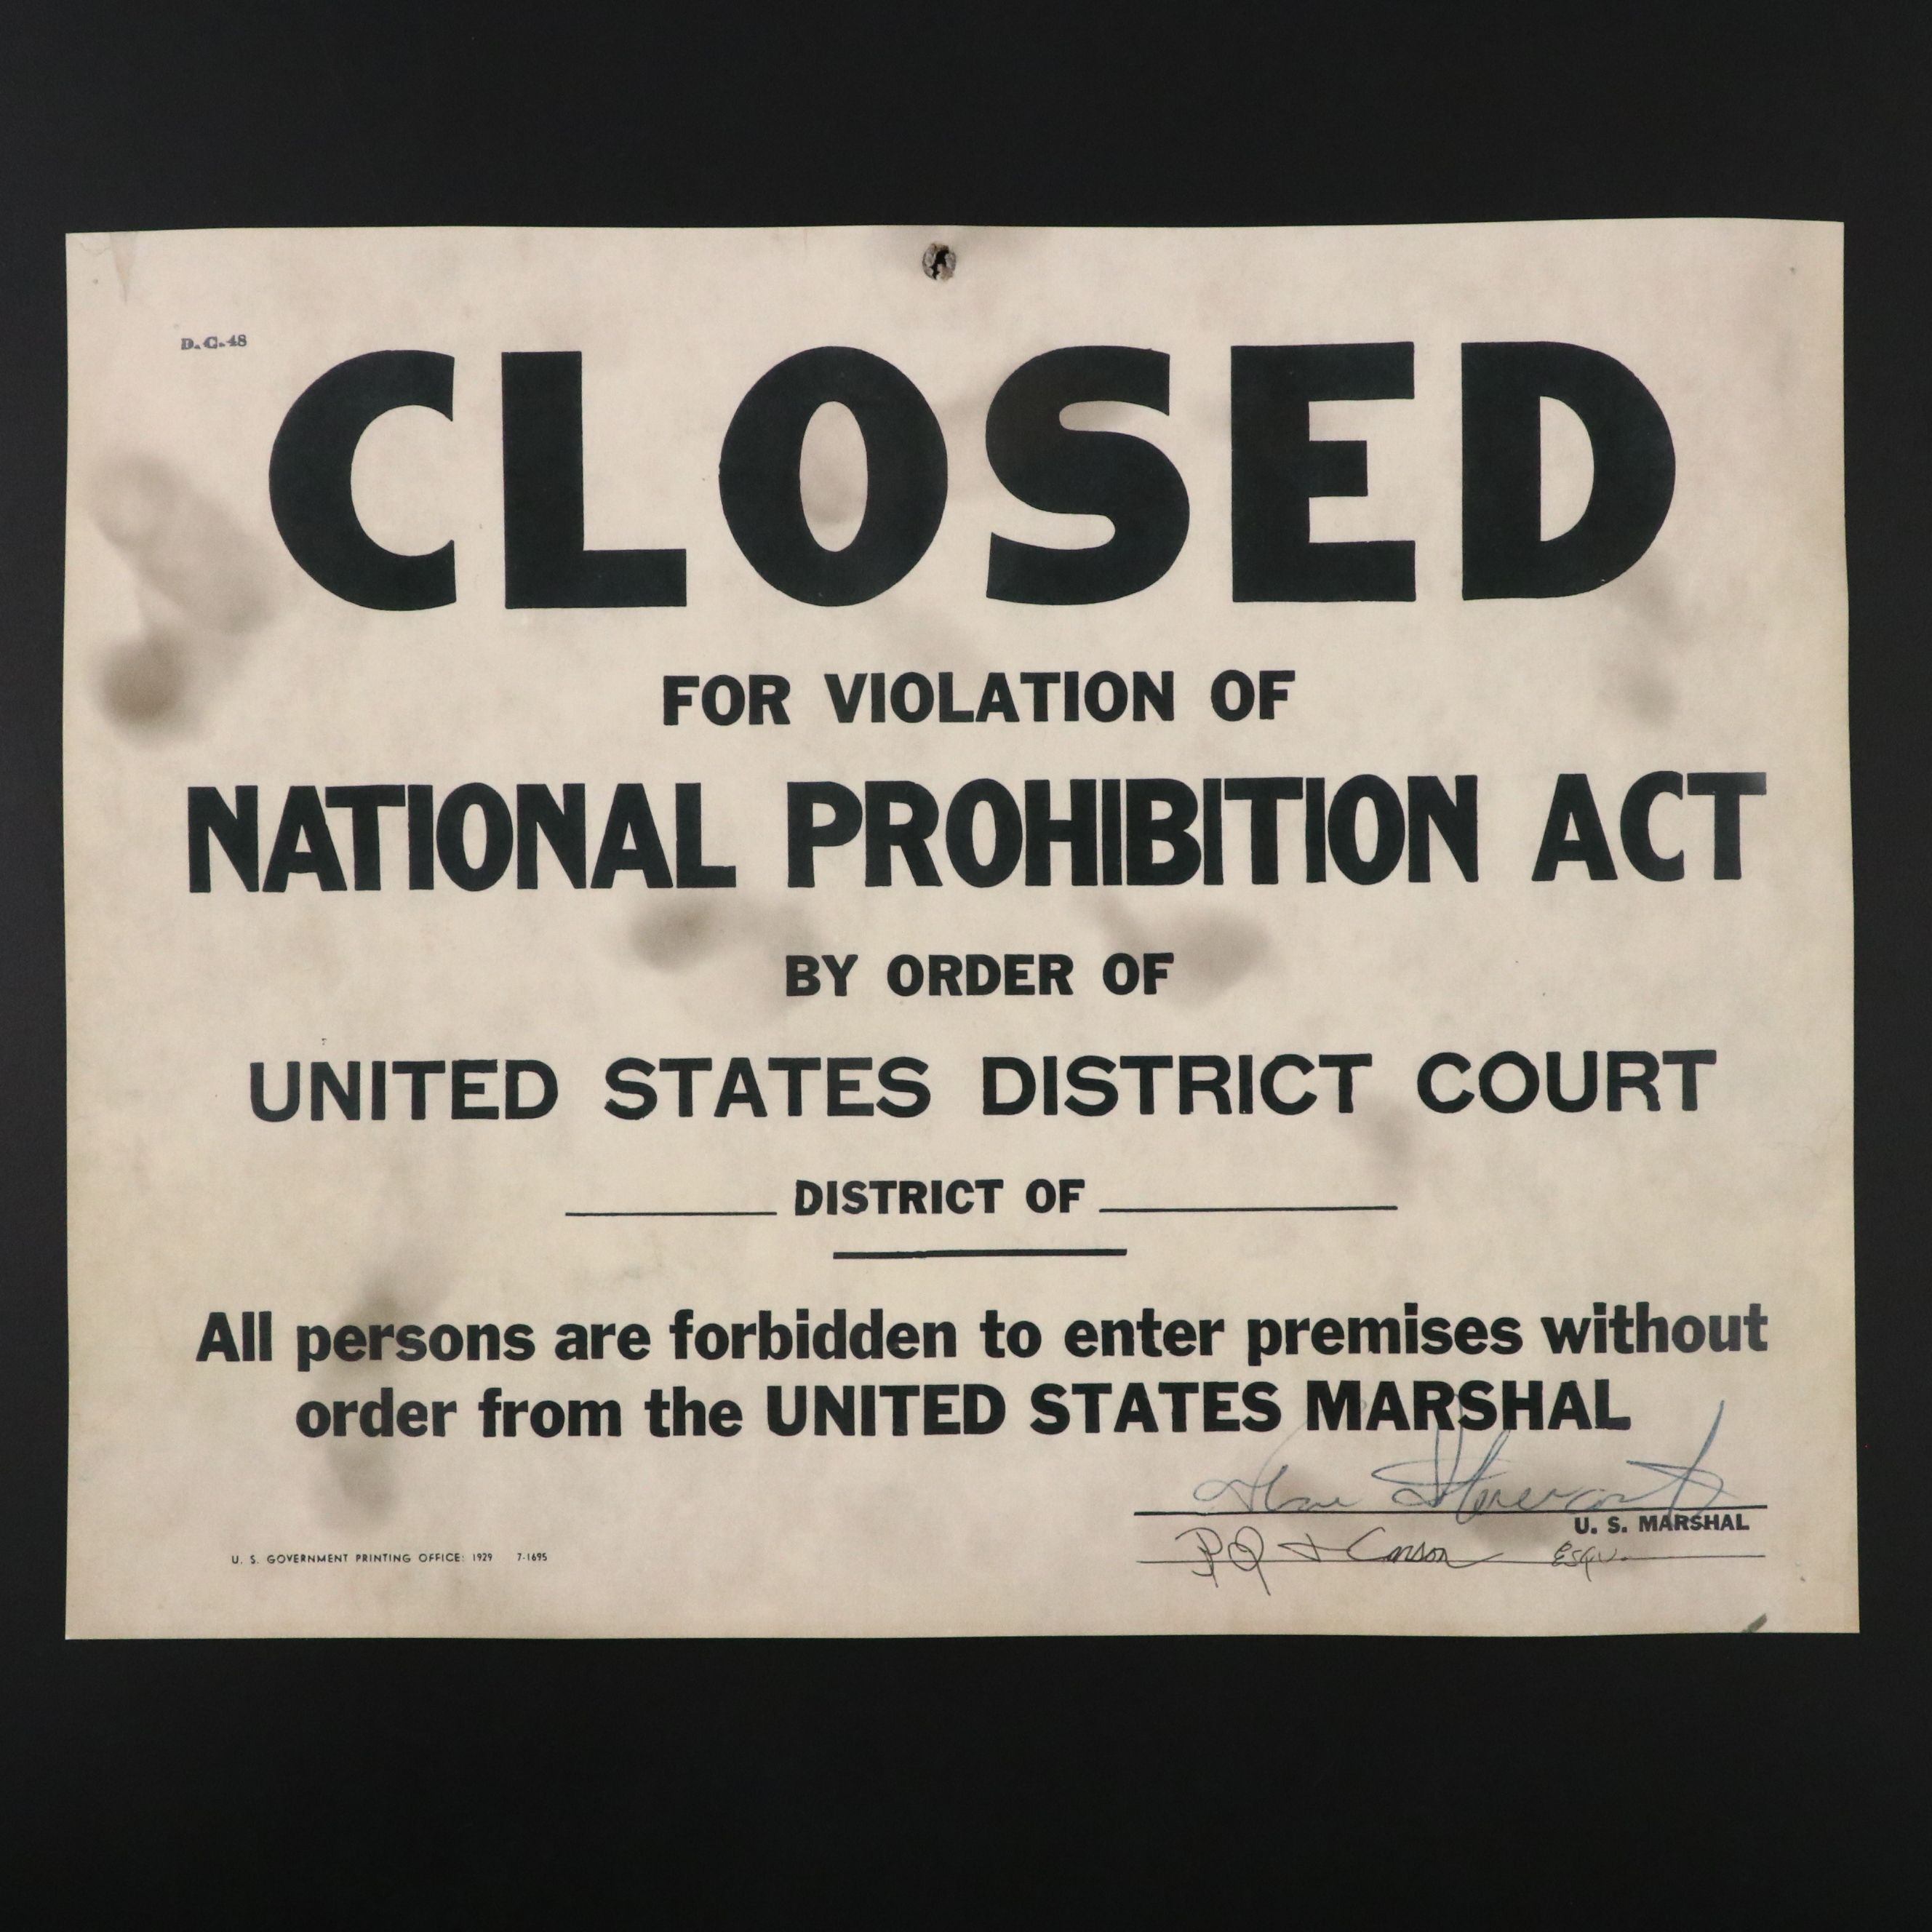 D. C. 48
CLOSED
FOR VIOLATION OF
NATIONAL PROHIBITION ACT
BY ORDER OF
UNITED STATES DISTRICT COURT
DISTRICT OF
All persons are forbidden to enter premises without
order from the UNITED STATES MARSHAL
U. S. MARSHAL
Esqu.
U. S. GOVERNMENT PRINTING OFFICE: 1929 7-1695